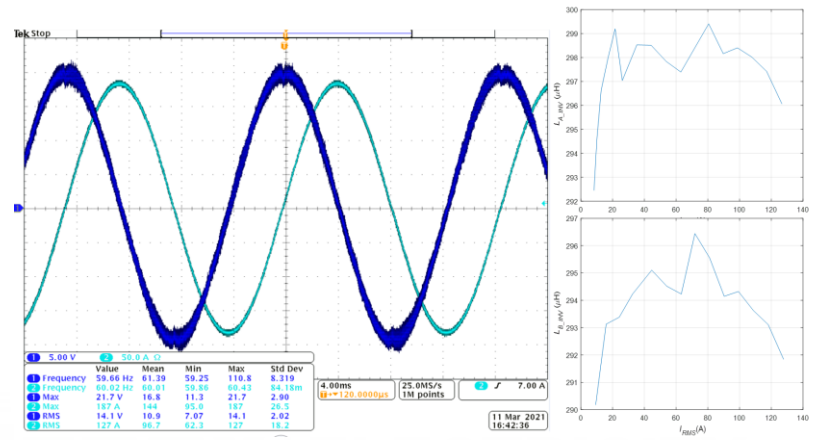 Tek Stop
1 5.00 V 2 50.0 A Ω
Value Mean Min Max Std Dev
1 Frequency 59.66 Hz 61.39 59.25 110.8 8.319
2 Frequency 60.02 Hz 60.01 59.86 60.43 84.18m
1 Max 21.7 V 16.8 11.3 21.7 2.90
2 Max 187 A 144 95.0 187 26.5
1 RMS 14.1 V 10.9 7.07 14.1 2.02
2 RMS 127 A 96.7 62.3 127 18.2
4.00ms
120.0000µs
25.0MS/s
1M points
2 7.00 A
11 Mar 2021
16:42:36
300
299
298
297
296
295
294
293
292
L_A_INV (μH)
0 20 40 60 80 100 120 140
297
296
295
294
293
292
291
290
L_B_INV (μH)
0 20 40 60 80 100 120 140
I_RMS(A)